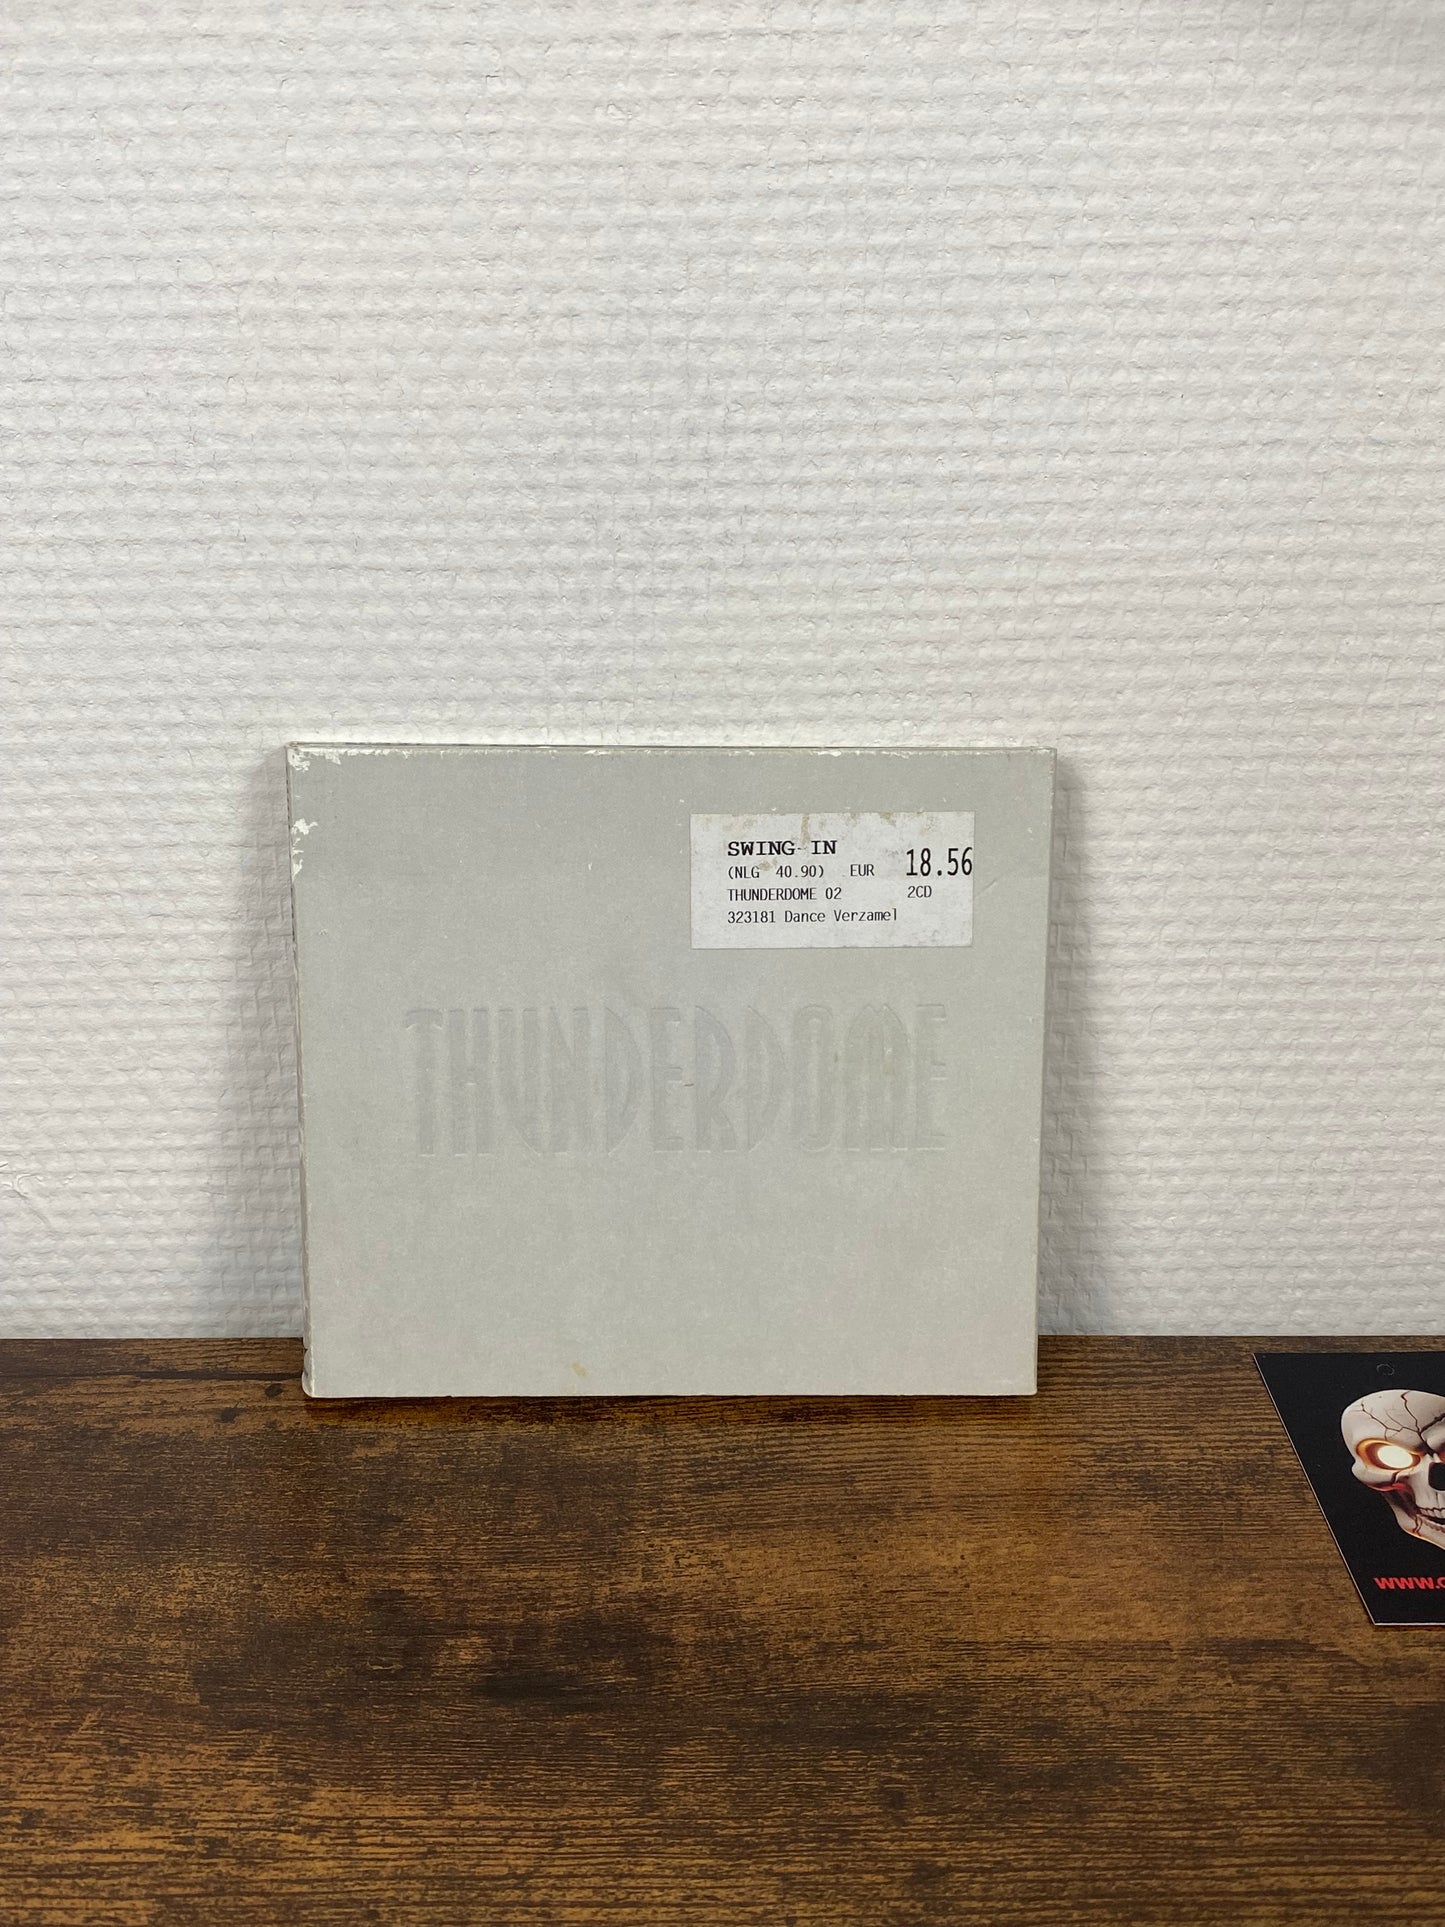 SWING IN
(NLG 40.90) EUR 18.56
THUNDERDOME 02 2CD
323181 Dance Verzamel
THUNDERDOME